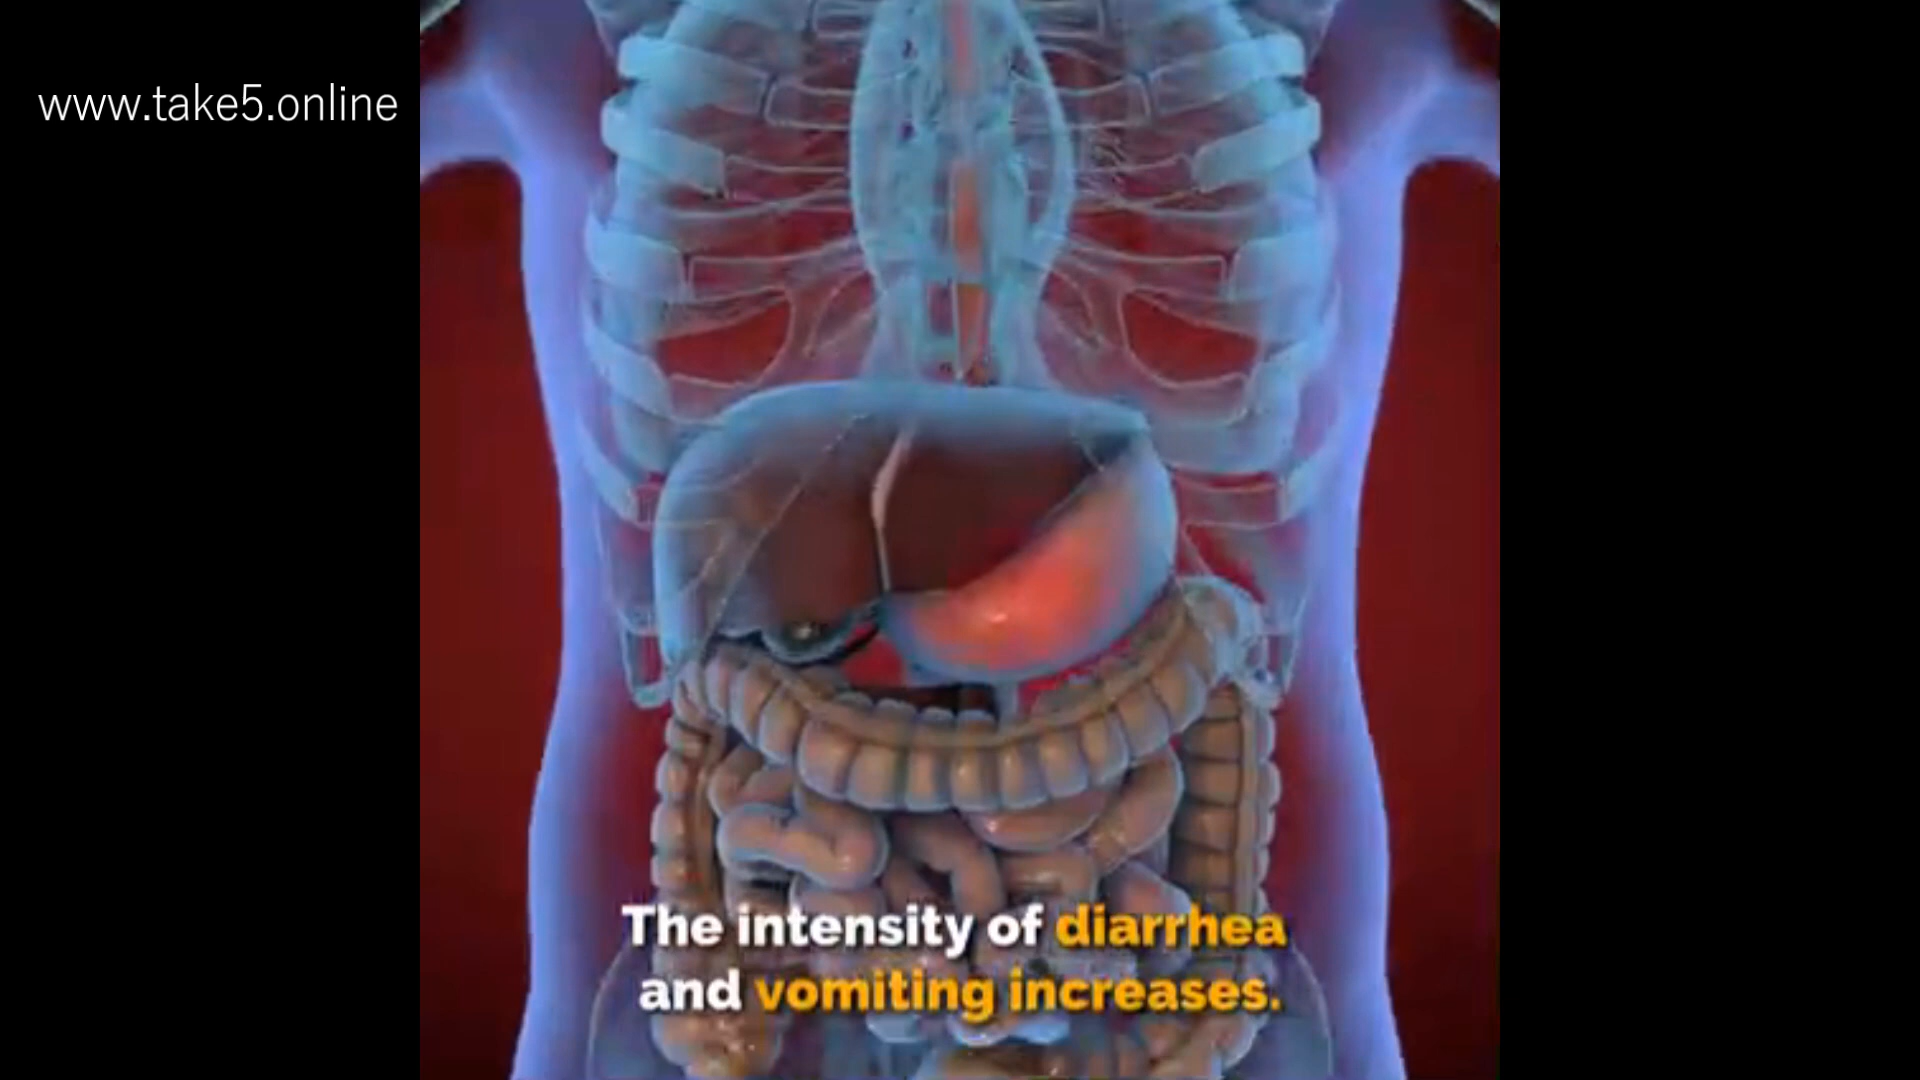 www.take5.online
The intensity of diarrhea
and vomiting increases.